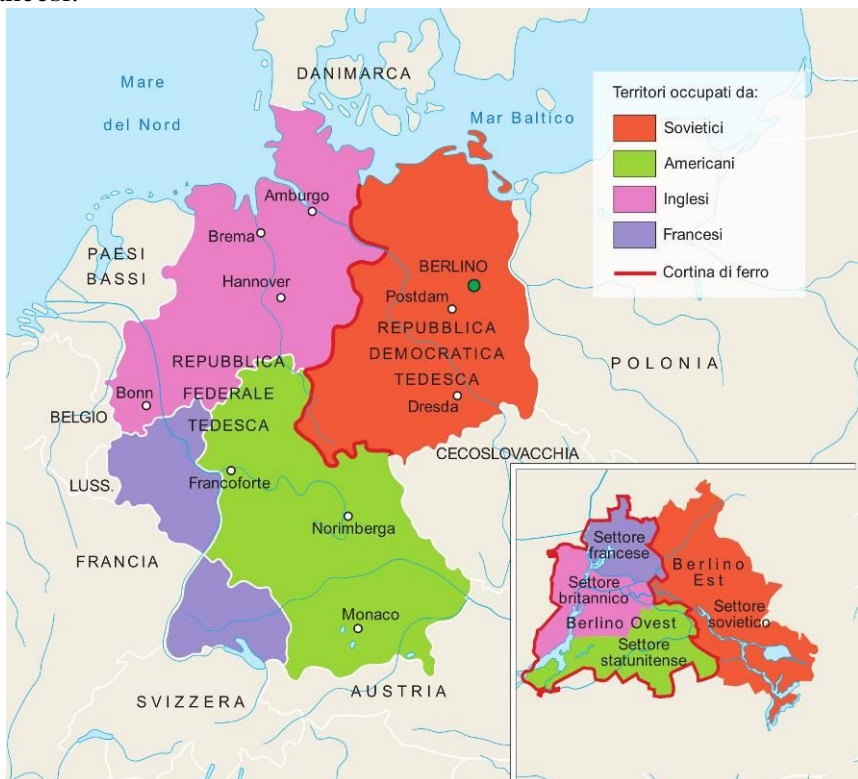 DANIMARCA
Mare
del Nord
Mar Baltico
Territori occupati da:
Sovietici
Americani
Inglesi
Francesi
Cortina di ferro
Amburgo
Brema
PAESI
BASSI
Hannover
BERLINO
Postdam
REPUBBLICA
DEMOCRATICA
TEDESCA
Dresda
POLONIA
REPUBBLICA
FEDERALE
TEDESCA
Bonn
BELGIO
LUSS.
Francoforte
CECOSLOVACCHIA
Norimberga
FRANCIA
Monaco
SVIZZERA
AUSTRIA
Settore
francese
Berlino
Est
Settore
britannico
Settore
sovietico
Berlino Ovest
Settore
statunitense